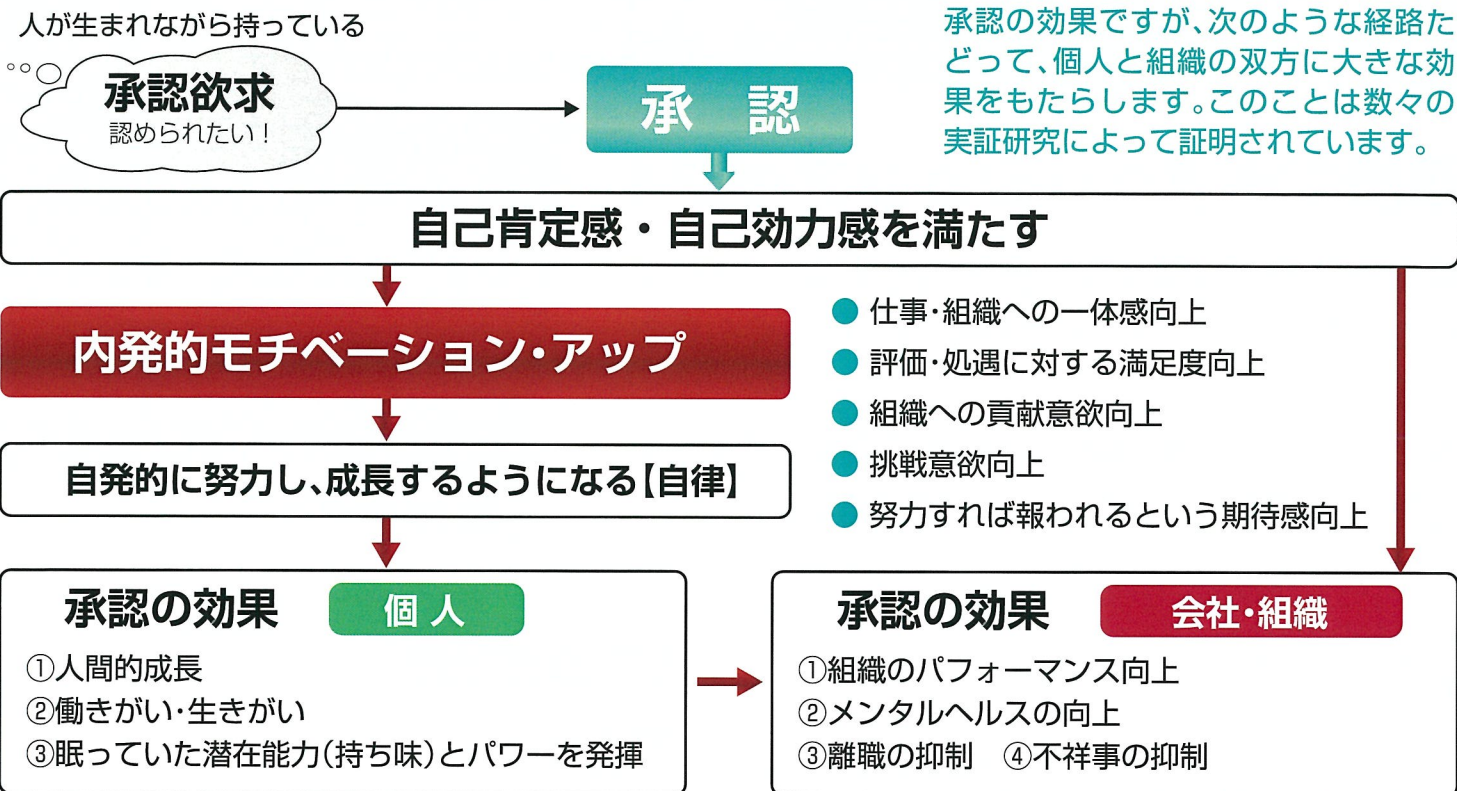 人が生まれながら持っている
承認欲求
認められたい！
承 認
承認の効果ですが、次のような経路た
どって、個人と組織の双方に大きな効
果をもたらします。このことは数々の
実証研究によって証明されています。
自己肯定感・自己効力感を満たす
内発的モチベーション・アップ
自発的に努力し、成長するようになる【自律】
● 仕事・組織への一体感向上
● 評価・処遇に対する満足度向上
● 組織への貢献意欲向上
● 挑戦意欲向上
● 努力すれば報われるという期待感向上
承認の効果 個 人
①人間的成長
②働きがい・生きがい
③眠っていた潜在能力（持ち味）とパワーを発揮
承認の効果 会社・組織
①組織のパフォーマンス向上
②メンタルヘルスの向上
③離職の抑制 ④不祥事の抑制